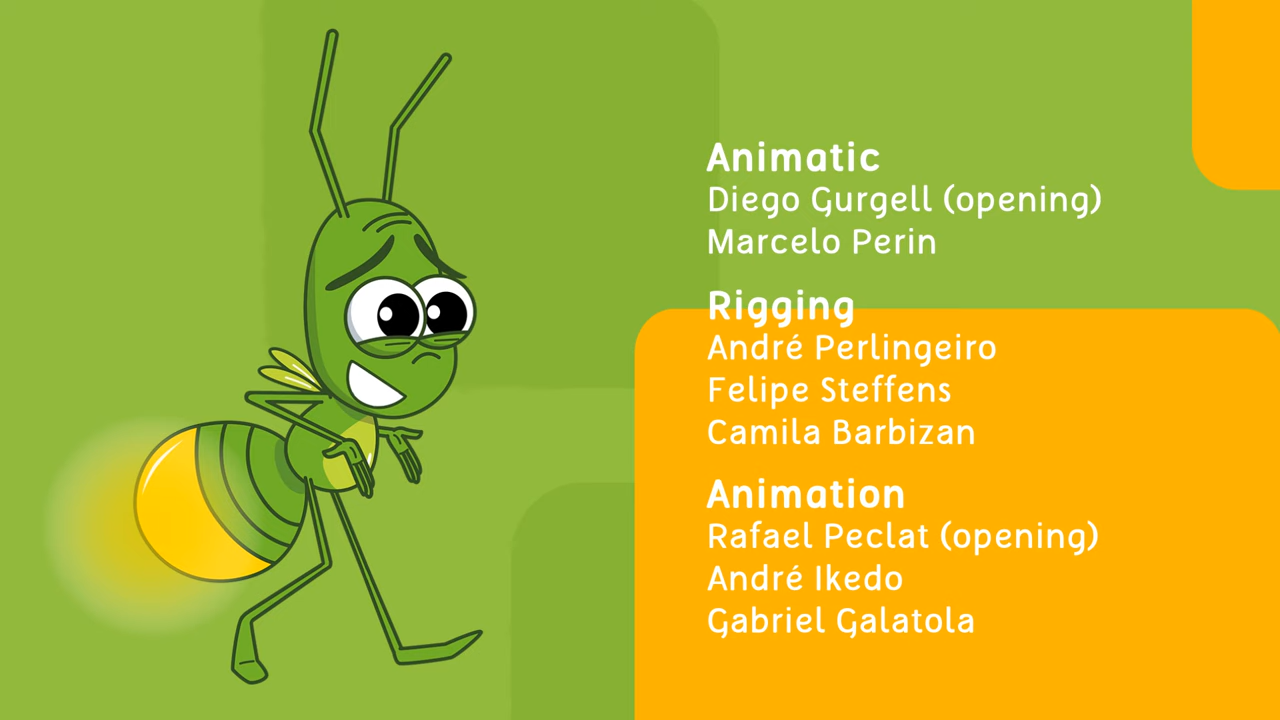 Animatic
Diego Gurgell (opening)
Marcelo Perin
Rigging
André Perlingeiro
Felipe Steffens
Camila Barbizan
Animation
Rafael Peclat (opening)
André Ikedo
Gabriel Galatola